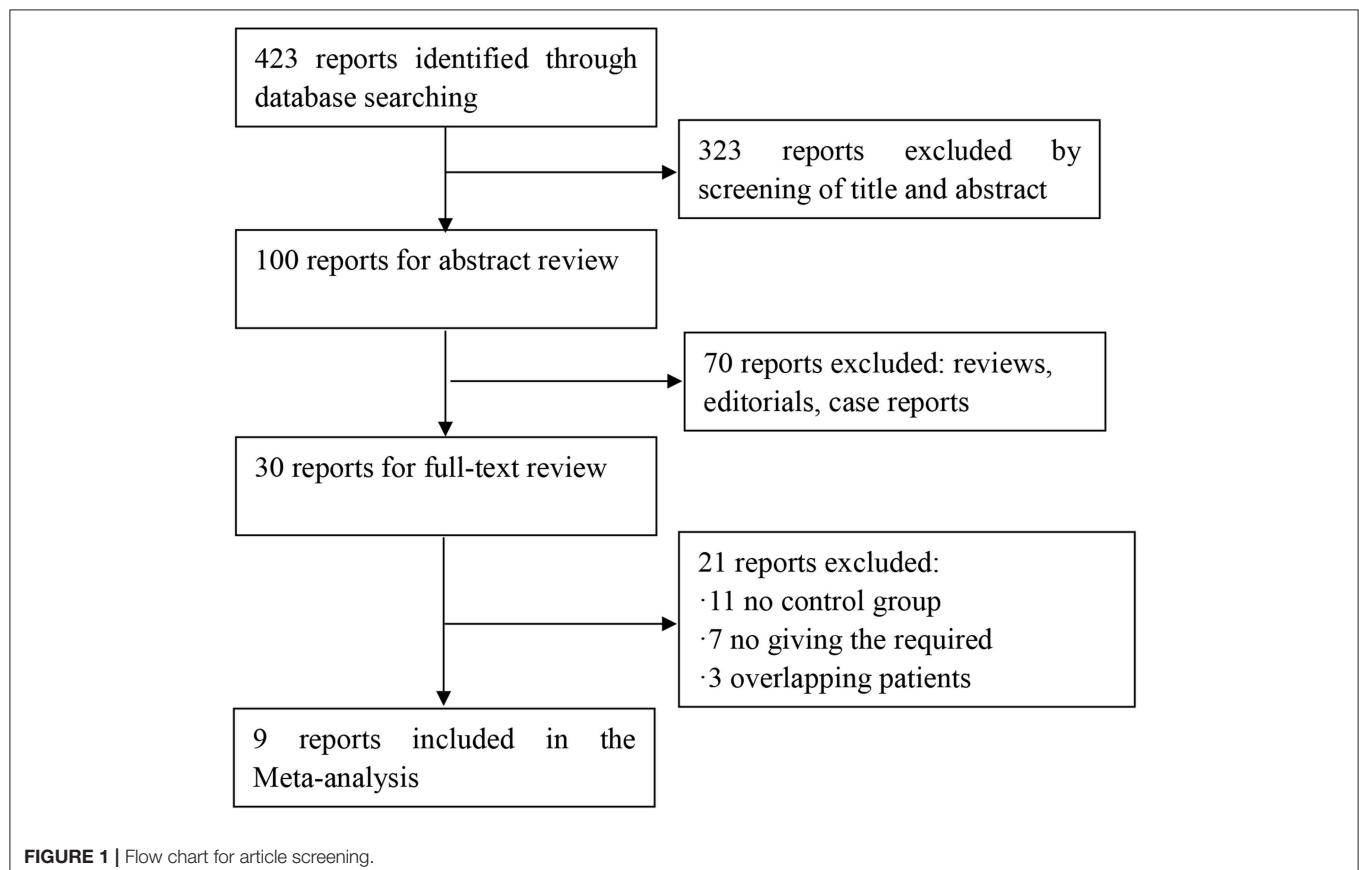 423 reports identified through
database searching
323 reports excluded by
screening of title and abstract
100 reports for abstract review
70 reports excluded: reviews,
editorials, case reports
30 reports for full-text review
21 reports excluded:
·11 no control group
·7 no giving the required
·3 overlapping patients
9 reports included in the
Meta-analysis
FIGURE 1 | Flow chart for article screening.